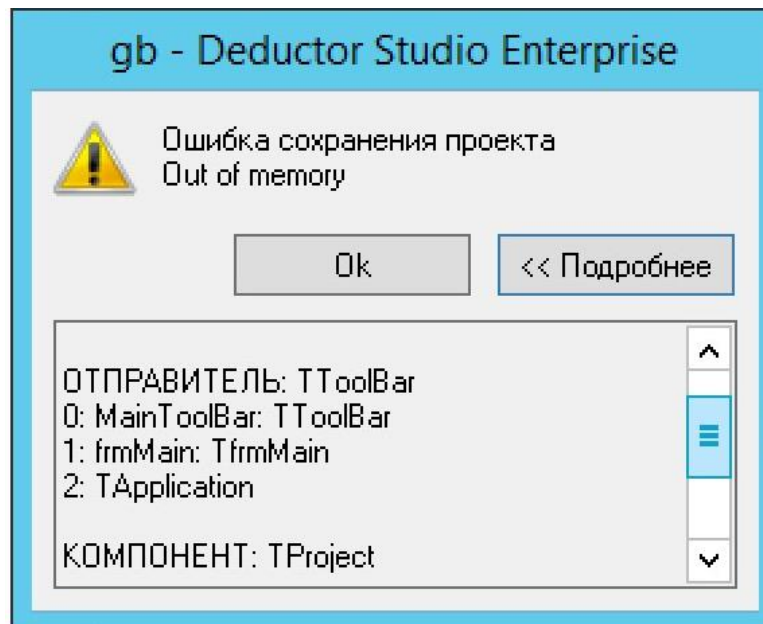 gb - Deductor Studio Enterprise
Ошибка сохранения проекта
Out of memory
Ok
<< Подробнее
ОТПРАВИТЕЛЬ: TToolBar
0: MainToolBar: TToolBar
1: frmMain: TfrmMain
2: TApplication
КОМПОНЕНТ: TProject